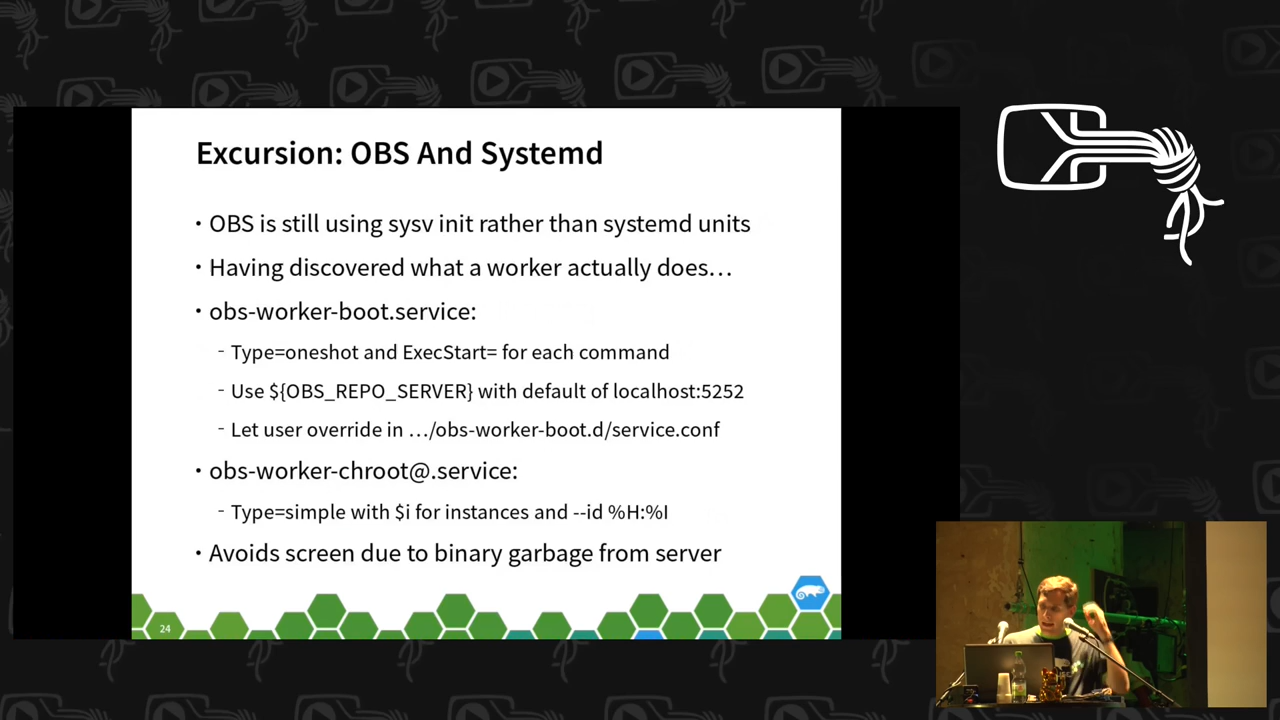 Excursion: OBS And Systemd
• OBS is still using sysv init rather than systemd units
• Having discovered what a worker actually does…
• obs-worker-boot.service:
- Type=oneshot and ExecStart= for each command
- Use ${OBS_REPO_SERVER} with default of localhost:5252
- Let user override in …/obs-worker-boot.d/service.conf
• obs-worker-chroot@.service:
- Type=simple with $i for instances and --id %H:%I
• Avoids screen due to binary garbage from server
24